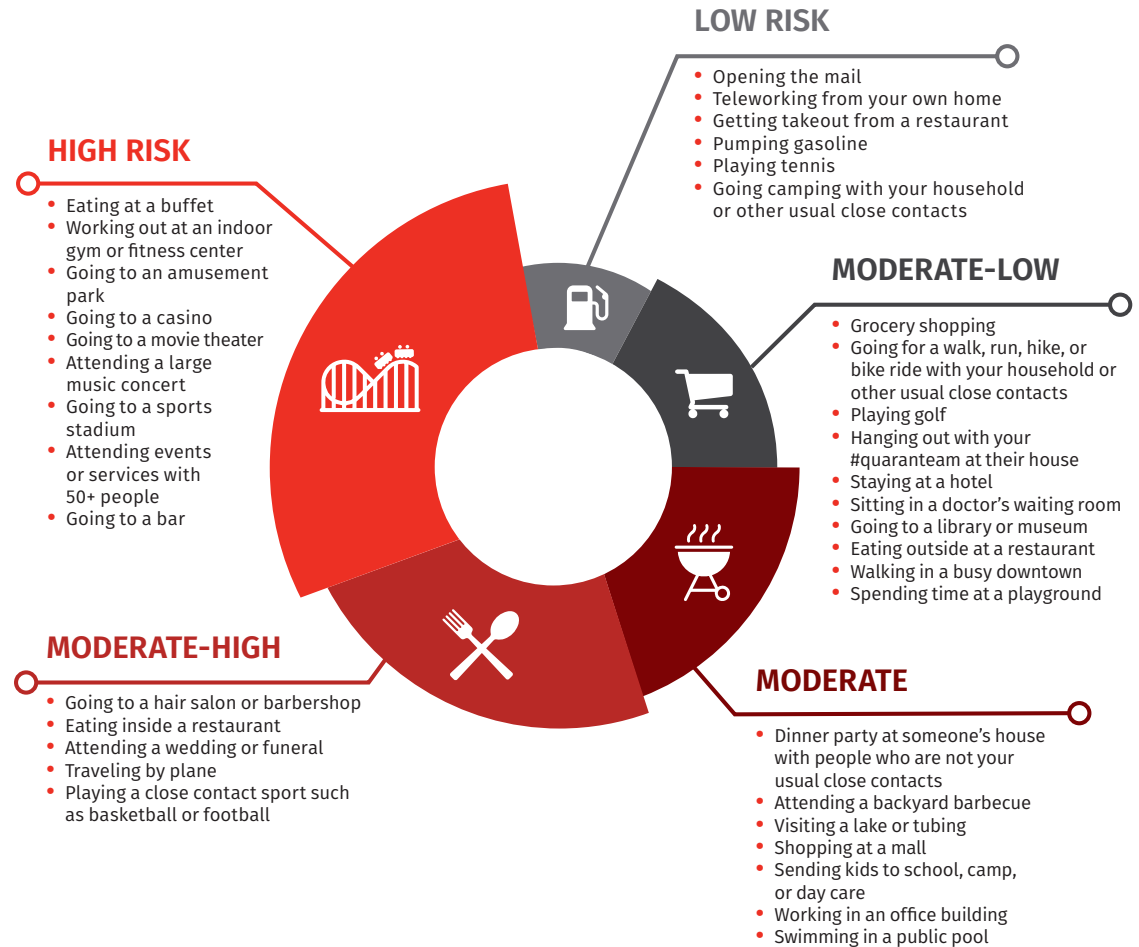 LOW RISK
• Opening the mail
• Teleworking from your own home
• Getting takeout from a restaurant
• Pumping gasoline
• Playing tennis
• Going camping with your household
or other usual close contacts
HIGH RISK
• Eating at a buffet
• Working out at an indoor
gym or fitness center
• Going to an amusement
park
• Going to a casino
• Going to a movie theater
• Attending a large
music concert
• Going to a sports
stadium
• Attending events
or services with
50+ people
• Going to a bar
MODERATE-LOW
• Grocery shopping
• Going for a walk, run, hike, or
bike ride with your household or
other usual close contacts
• Playing golf
• Hanging out with your
#quaranteam at their house
• Staying at a hotel
• Sitting in a doctor’s waiting room
• Going to a library or museum
• Eating outside at a restaurant
• Walking in a busy downtown
• Spending time at a playground
MODERATE-HIGH
• Going to a hair salon or barbershop
• Eating inside a restaurant
• Attending a wedding or funeral
• Traveling by plane
• Playing a close contact sport such
as basketball or football
MODERATE
• Dinner party at someone’s house
with people who are not your
usual close contacts
• Attending a backyard barbecue
• Visiting a lake or tubing
• Shopping at a mall
• Sending kids to school, camp,
or day care
• Working in an office building
• Swimming in a public pool